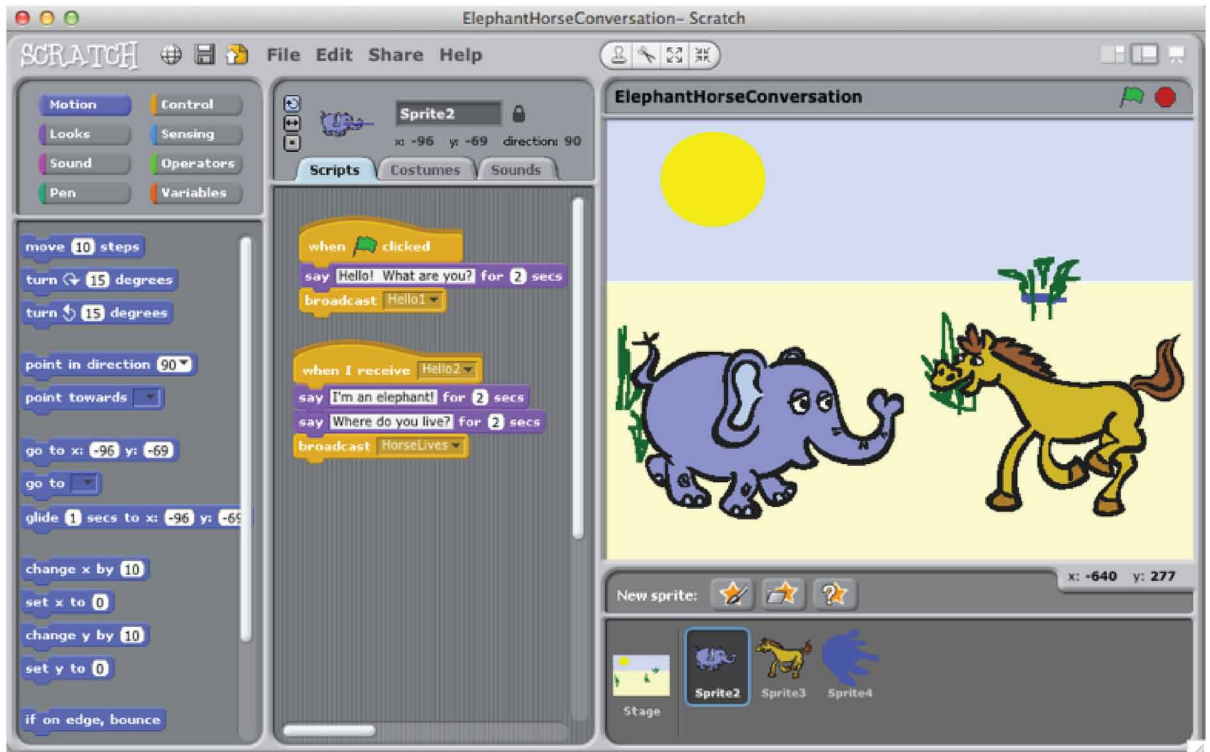 ElephantHorseConversation– Scratch
SCRATCH File Edit Share Help
Motion Control
Looks Sensing
Sound Operators
Pen Variables
move 10 steps
turn 15 degrees
turn 15 degrees
point in direction 90
point towards
go to x: -96 y: -69
go to
glide 1 secs to x: -96 y: -69
change x by 10
set x to 0
change y by 10
set y to 0
if on edge, bounce
Sprite2
x: -96 y: -69 direction: 90
Scripts Costumes Sounds
when clicked
say Hello! What are you? for 2 secs
broadcast Hello1
when I receive Hello2
say I'm an elephant! for 2 secs
say Where do you live? for 2 secs
broadcast HorseLives
ElephantHorseConversation
x: -640 y: 277
New sprite:
Sprite2 Sprite3 Sprite4
Stage